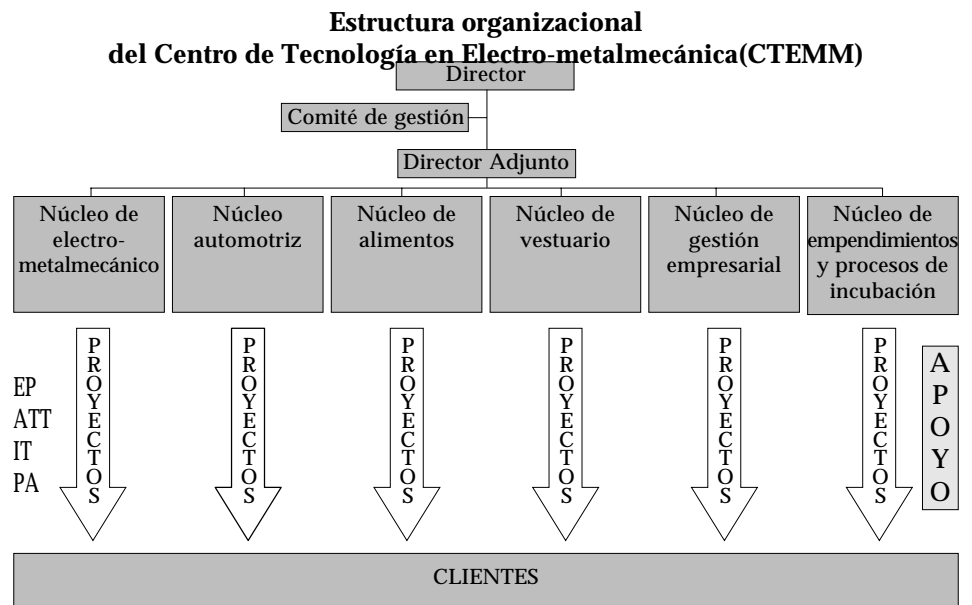 Estructura organizacional
del Centro de Tecnología en Electro-metalmecánica(CTEMM)
Director
Comité de gestión
Director Adjunto
Núcleo de
electro-
metalmecánico
Núcleo
automotriz
Núcleo de
alimentos
Núcleo de
vestuario
Núcleo de
gestión
empresarial
Núcleo de
empendimientos
y procesos de
incubación
EP
ATT
IT
PA
PROYECTOS
PROYECTOS
PROYECTOS
PROYECTOS
PROYECTOS
PROYECTOS
APOYO
CLIENTES